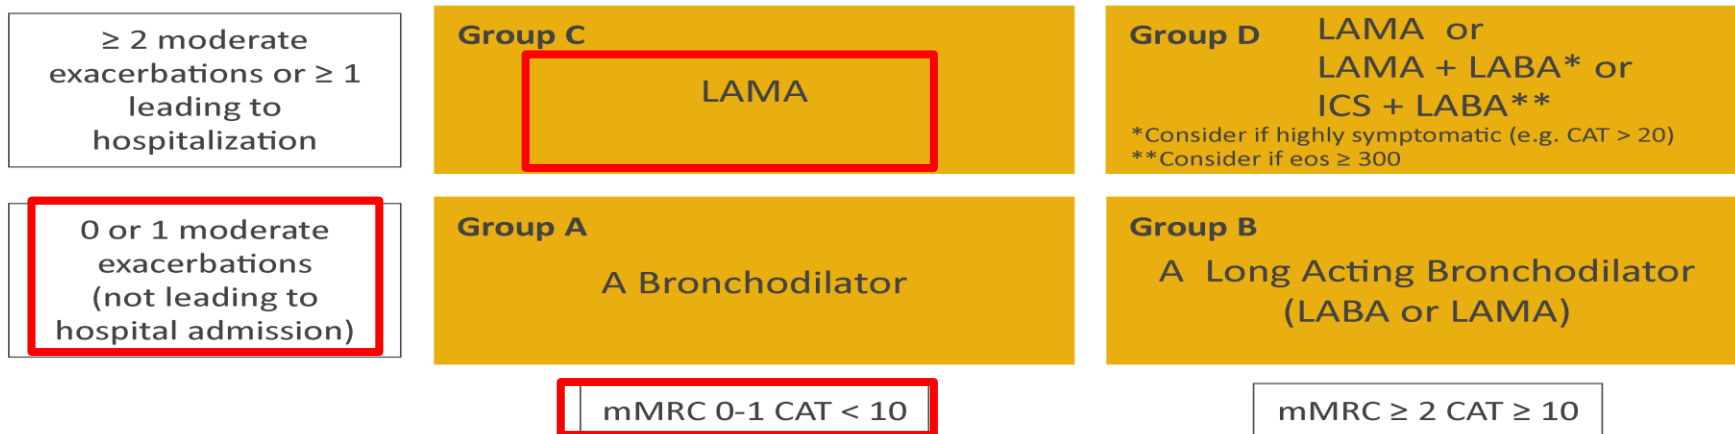 ≥ 2 moderate
exacerbations or ≥ 1
leading to
hospitalization
Group C
LAMA
Group D
LAMA or
LAMA + LABA* or
ICS + LABA**
*Consider if highly symptomatic (e.g. CAT > 20)
**Consider if eos ≥ 300
0 or 1 moderate
exacerbations
(not leading to
hospital admission)
Group A
A Bronchodilator
Group B
A Long Acting Bronchodilator
(LABA or LAMA)
mMRC 0-1 CAT < 10
mMRC ≥ 2 CAT ≥ 10